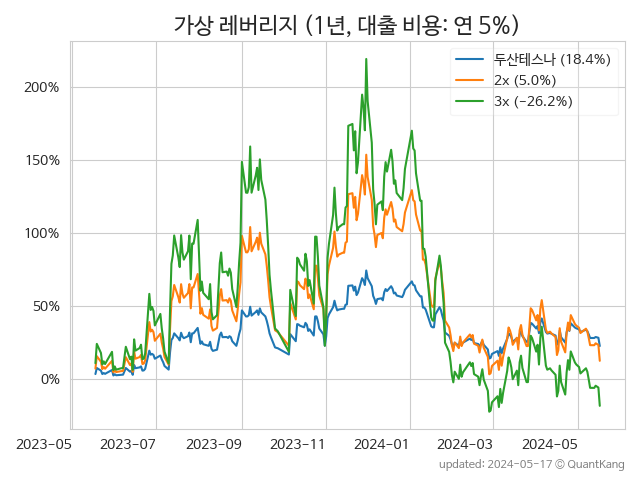 가상 레버리지 (1년, 대출 비용: 연 5%)
두산테스나 (18.4%)
2x (5.0%)
3x (−26.2%)
200%
150%
100%
50%
0%
2023−05 2023−07 2023−09 2023−11 2024−01 2024−03 2024−05
updated: 2024−05−17 © QuantKang